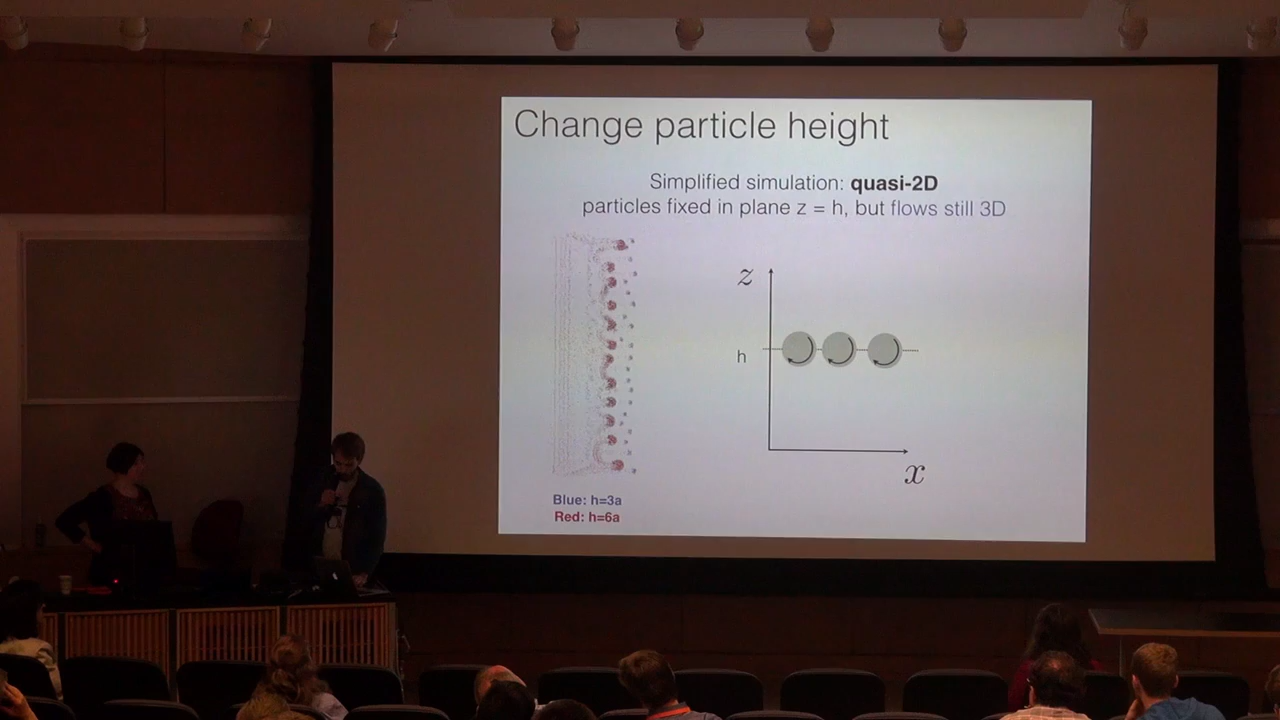 Change particle height
Simplified simulation: quasi-2D
particles fixed in plane z = h, but flows still 3D
z
h
x
Blue: h=3a
Red: h=6a